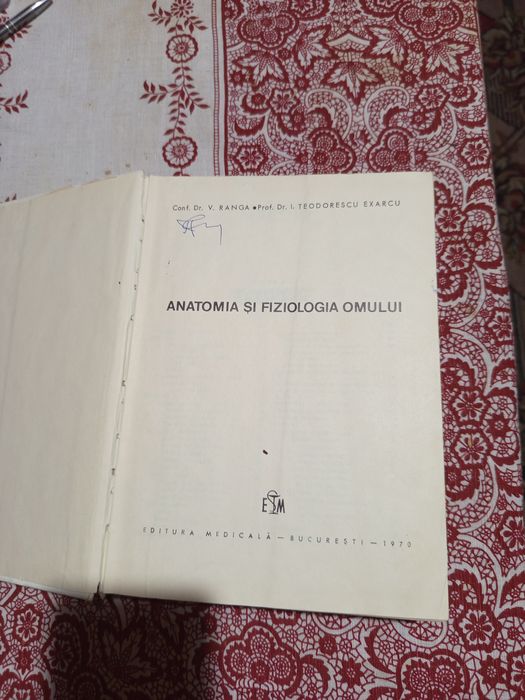 Conf. Dr. V. RANGA • Prof. Dr. I. TEODORESCU EXARCU
ANATOMIA ȘI FIZIOLOGIA OMULUI
E M
EDITURA MEDICALĂ — BUCUREȘTI — 1970